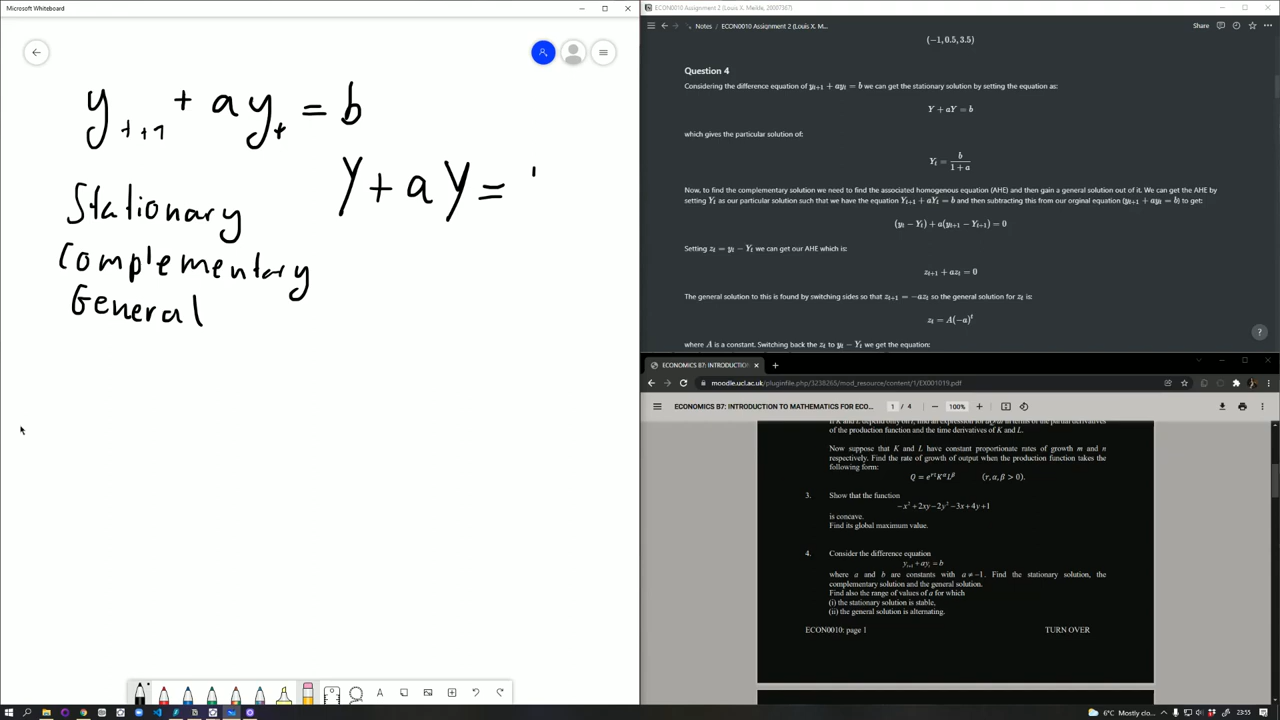 Microsoft Whiteboard
y_{t+1} + ay_t = b
Y + aY =
Stationary
Complementary
General
ECON0010 Assignment 2 (Louis X. Meilde, 20007367)
Notes / ECON0010 Assignment 2 (Louis X. M...
Share
(−1, 0.5, 3.5)
Question 4
Considering the difference equation of y_{t+1} + ay_t = b we can get the stationary solution by setting the equation as:
Y + aY = b
which gives the particular solution of:
Y_t = b / (1 + a)
Now, to find the complementary solution we need to find the associated homogenous equation (AHE) and then gain a general solution out of it. We can get the AHE by
setting Y_t as our particular solution such we have the equation Y_{t+1} + aY_t = b and then subtracting this from our orginal equation (y_{t+1} + ay_t = b) to get:
(y_t − Y_t) + a(y_{t+1} − Y_{t+1}) = 0
Setting z_t = y_t − Y_t we can get our AHE which is:
z_{t+1} + az_t = 0
The general solution to this is found by switching sides so that z_{t+1} = −az_t so the general solution for z_t is:
z_t = A(−a)^t
where A is a constant. Switching back the z_t to y_t − Y_t we get the equation:
?
ECONOMICS B7: INTRODUCTION
moodle.ucl.ac.uk/pluginfile.php/3238265/mod_resource/content/1/EX001019.pdf
ECONOMICS B7: INTRODUCTION TO MATHEMATICS FOR ECO...
1 / 4
100%
of the production function and the time derivatives of K and L.
Now suppose that K and L have constant proportionate rates of growth m and n
respectively. Find the rate of growth of output when the production function takes the
following form:
Q = e^{rt}K^αL^β (r, α, β > 0).
3. Show that the function
−x² + 2xy − 2y² − 3x + 4y + 1
is concave.
Find its global maximum value.
4. Consider the difference equation
y_{t+1} + ay_t = b
where a and b are constants with a ≠ −1. Find the stationary solution, the
complementary solution and the general solution.
Find also the range of values of a for which
(i) the stationary solution is stable,
(ii) the general solution is alternating.
ECON0010: page 1 TURN OVER
6°C Mostly clo...
23:55